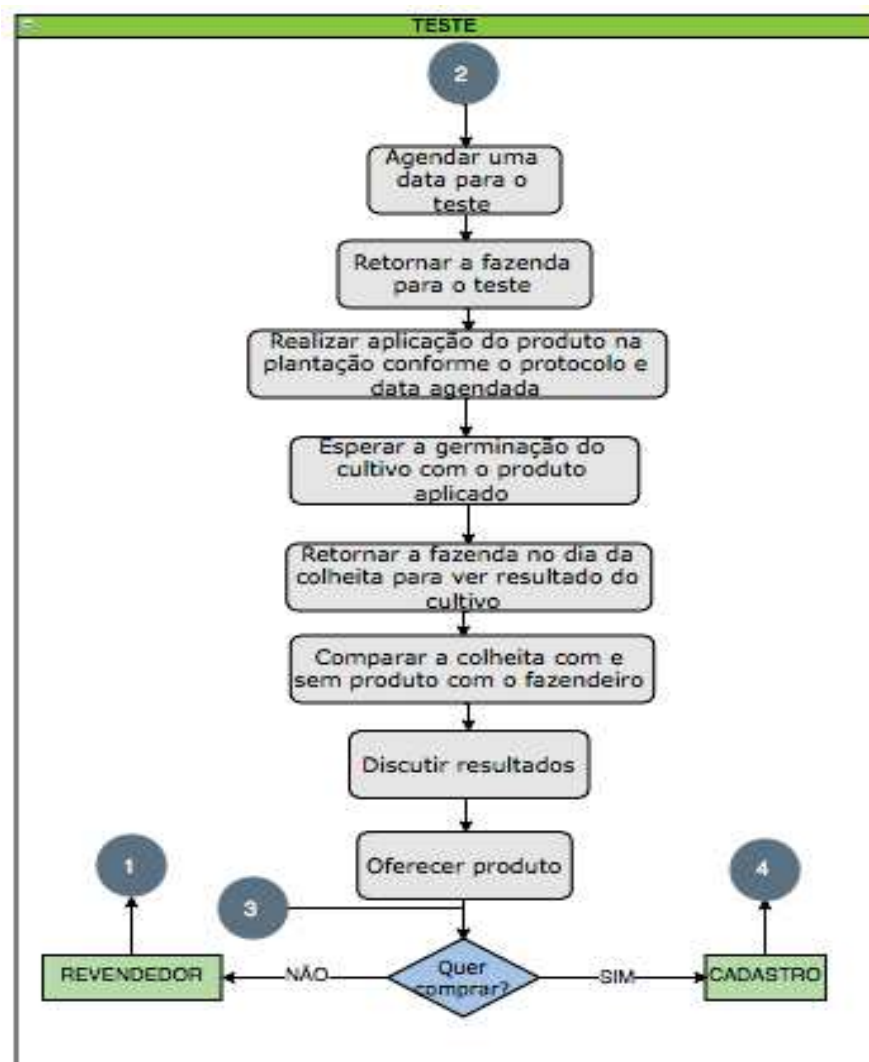 TESTE
2
Agendar uma
data para o
teste
Retornar a fazenda
para o teste
Realizar aplicação do produto na
plantação conforme o protocolo e
data agendada
Esperar a germinação do
cultivo com o produto
aplicado
Retornar a fazenda no dia da
colheita para ver resultado do
cultivo
Comparar a colheita com e
sem produto com o fazendeiro
Discutir resultados
Oferecer produto
1
3
4
REVENDEDOR
NÃO
Quer
comprar?
SIM
CADASTRO